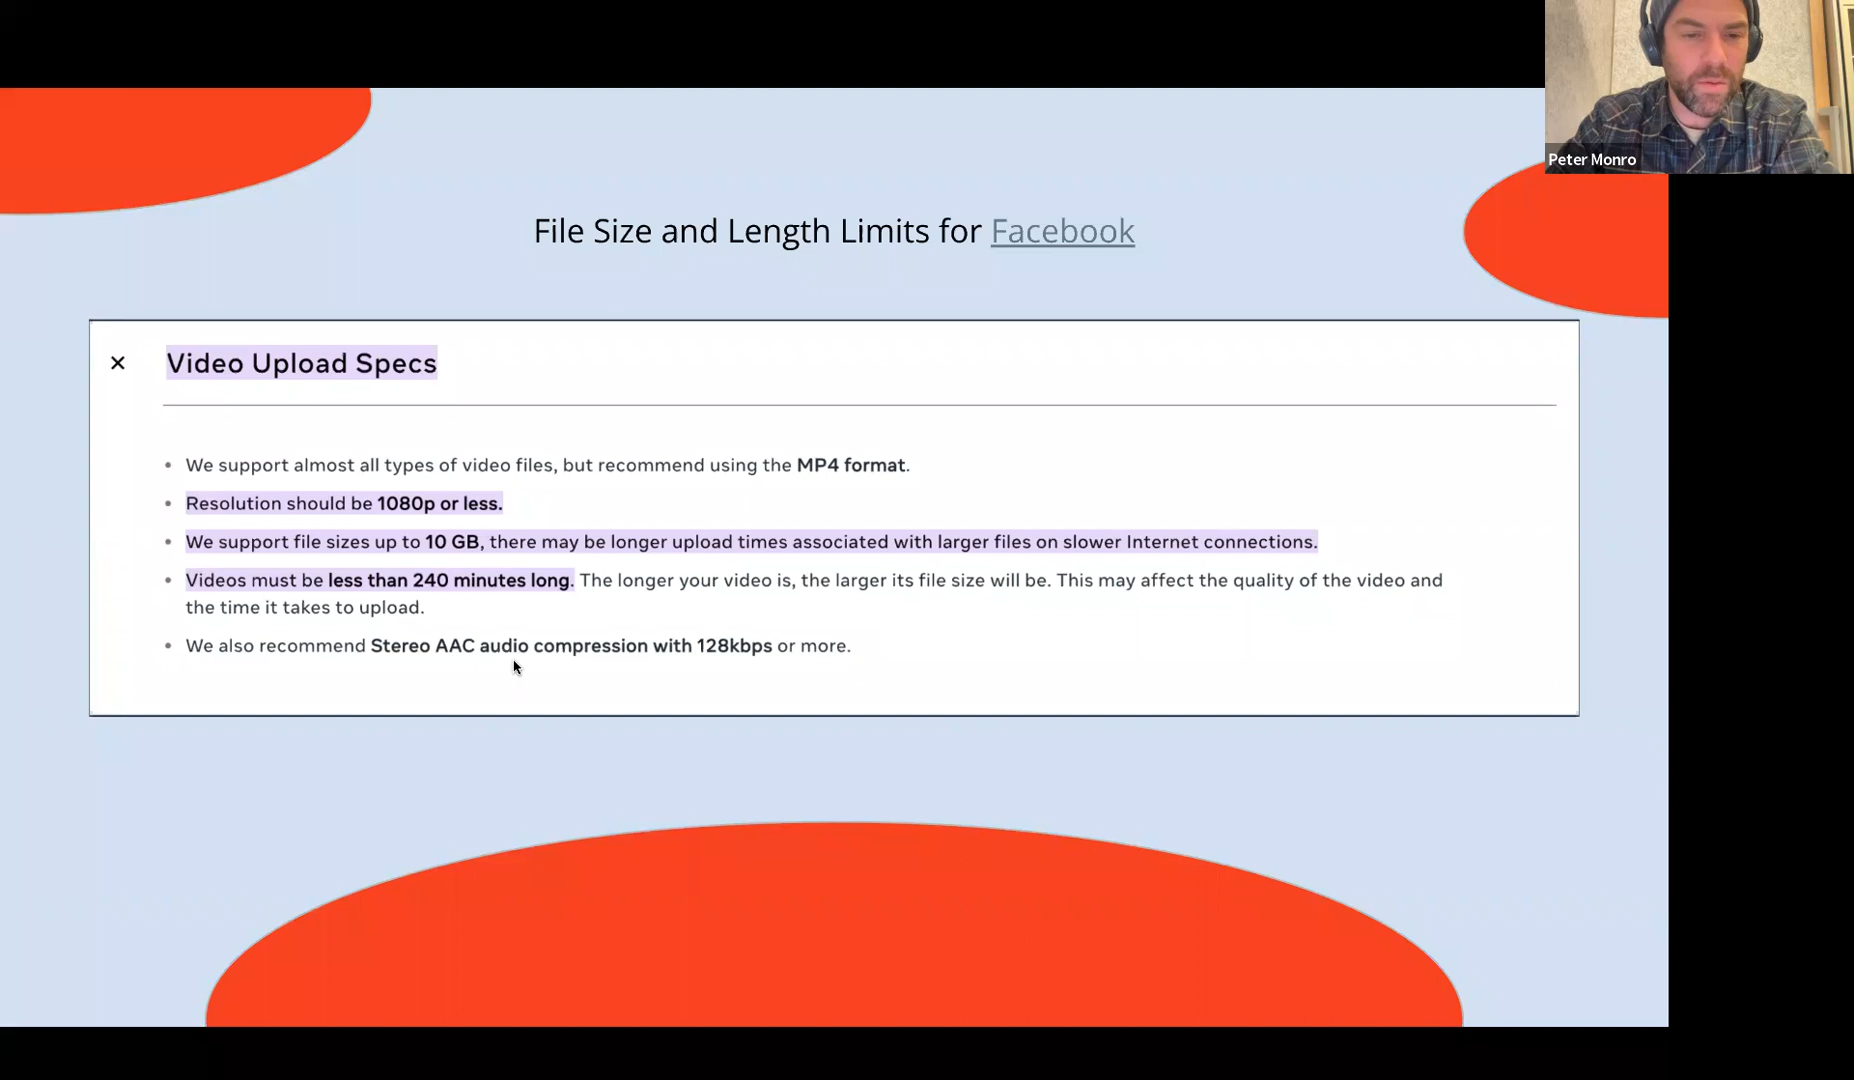 Peter Monro
File Size and Length Limits for Facebook
Video Upload Specs
• We support almost all types of video files, but recommend using the MP4 format.
• Resolution should be 1080p or less.
• We support file sizes up to 10 GB, there may be longer upload times associated with larger files on slower Internet connections.
• Videos must be less than 240 minutes long. The longer your video is, the larger its file size will be. This may affect the quality of the video and
the time it takes to upload.
• We also recommend Stereo AAC audio compression with 128kbps or more.